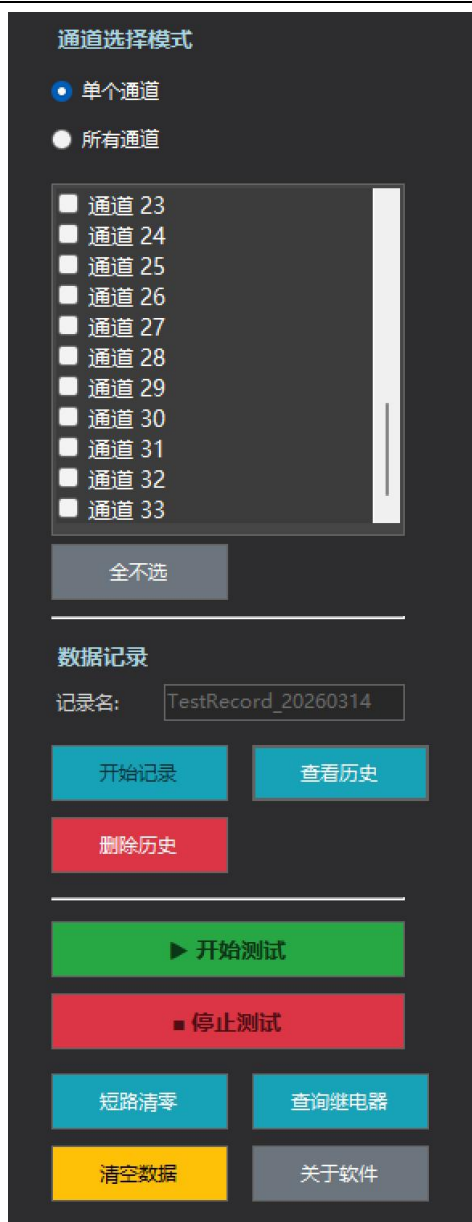 通道选择模式
单个通道
所有通道
通道 23
通道 24
通道 25
通道 26
通道 27
通道 28
通道 29
通道 30
通道 31
通道 32
通道 33
全不选
数据记录
记录名: TestRecord_20260314
开始记录 查看历史
删除历史
▶ 开始测试
■ 停止测试
短路清零 查询继电器
清空数据 关于软件